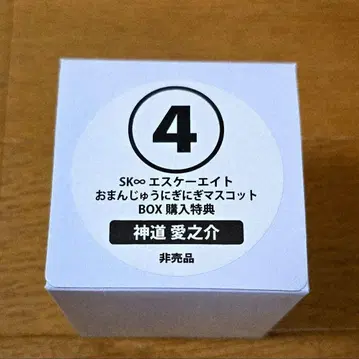 4
SK∞ エスケーエイト
おまんじゅうにぎにぎマスコット
BOX 購入特典
神道 愛之介
非売品